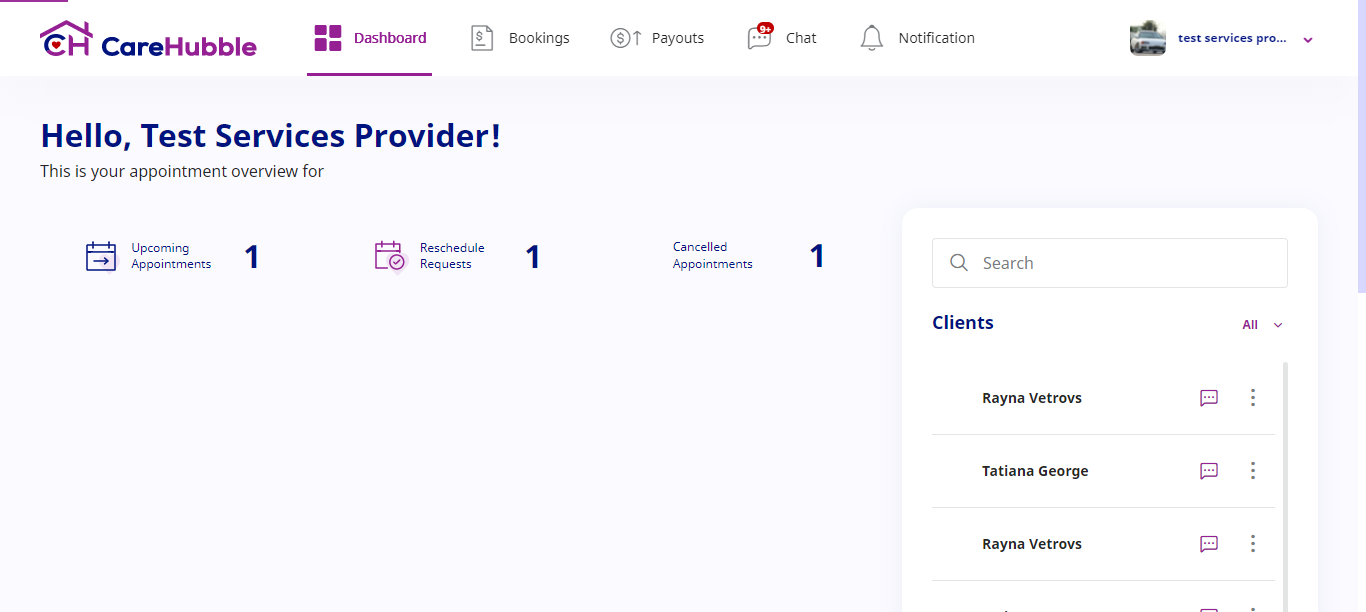 CH CareHubble
Dashboard
Bookings
Payouts
9+
Chat
Notification
test services pro...
Hello, Test Services Provider!
This is your appointment overview for
Upcoming
Appointments
1
Reschedule
Requests
1
Cancelled
Appointments
1
Search
Clients
All
Rayna Vetrovs
Tatiana George
Rayna Vetrovs